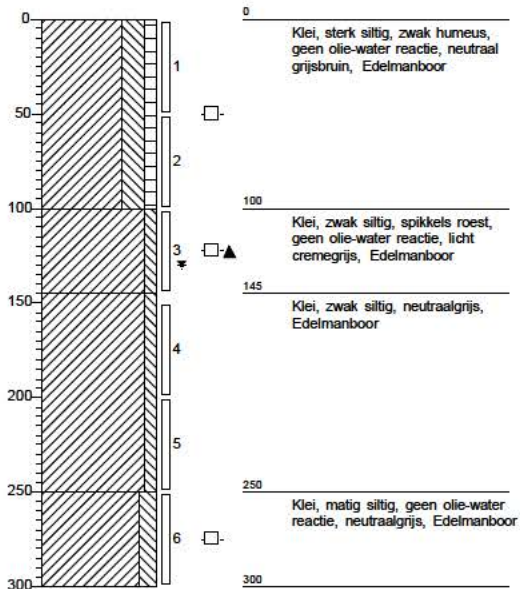 0
50
100
150
200
250
300
1
2
3
4
5
6
0
Klei, sterk siltig, zwak humeus,
geen olie-water reactie, neutraal
grijsbruin, Edelmanboor
100
Klei, zwak siltig, spikkels roest,
geen olie-water reactie, licht
cremegrijs, Edelmanboor
145
Klei, zwak siltig, neutraalgrijs,
Edelmanboor
250
Klei, matig siltig, geen olie-water
reactie, neutraalgrijs, Edelmanboor
300